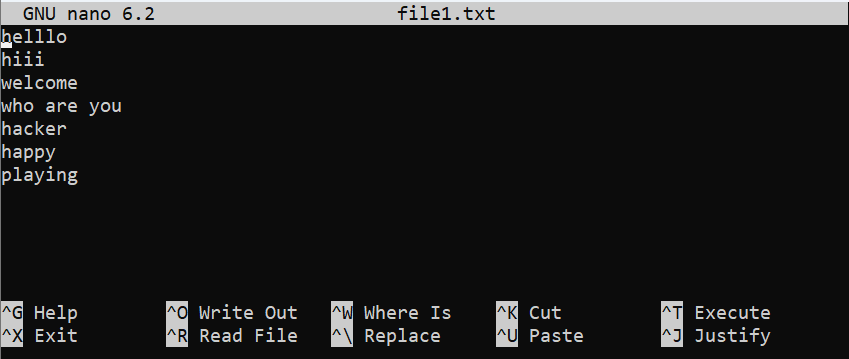 GNU nano 6.2 file1.txt
helllo
hiii
welcome
who are you
hacker
happy
playing
^G Help ^O Write Out ^W Where Is ^K Cut ^T Execute
^X Exit ^R Read File ^\ Replace ^U Paste ^J Justify